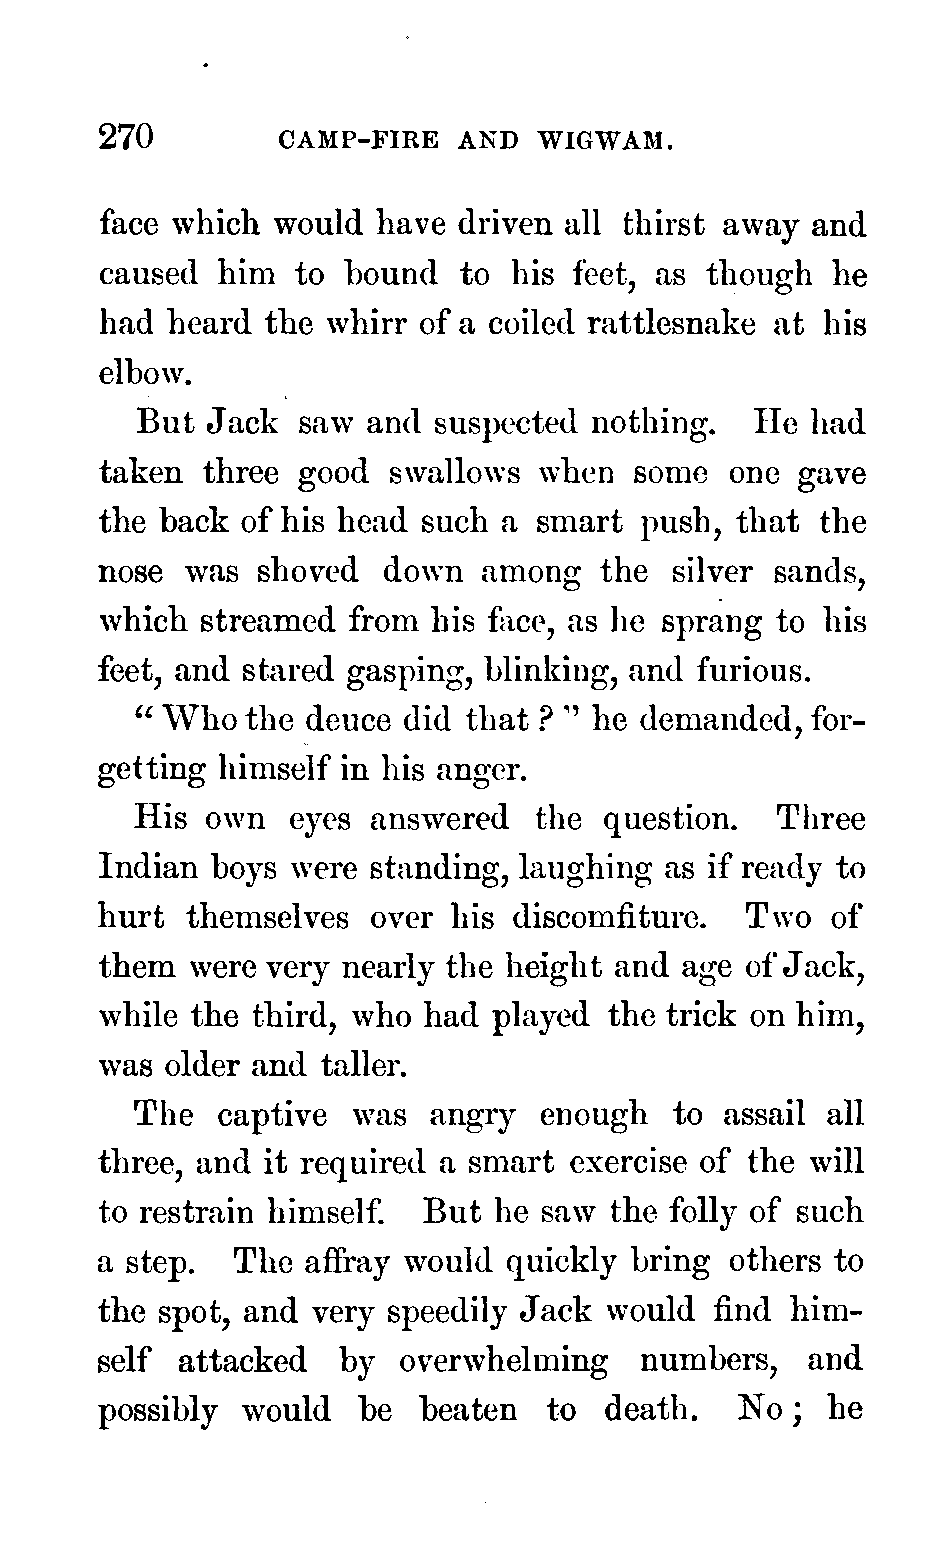 270 CAMP-FIRE AND WIGWAM.
face which would have driven all thirst away and
caused him to bound to his feet, as though he
had heard the whirr of a coiled rattlesnake at his
elbow.
But Jack saw and suspected nothing. He had
taken three good swallows when some one gave
the back of his head such a smart push, that the
nose was shoved down among the silver sands,
which streamed from his face, as he sprang to his
feet, and stared gasping, blinking, and furious.
“Who the deuce did that?” he demanded, for-
getting himself in his anger.
His own eyes answered the question. Three
Indian boys were standing, laughing as if ready to
hurt themselves over his discomfiture. Two of
them were very nearly the height and age of Jack,
while the third, who had played the trick on him,
was older and taller.
The captive was angry enough to assail all
three, and it required a smart exercise of the will
to restrain himself. But he saw the folly of such
a step. The affray would quickly bring others to
the spot, and very speedily Jack would find him-
self attacked by overwhelming numbers, and
possibly would be beaten to death. No; he